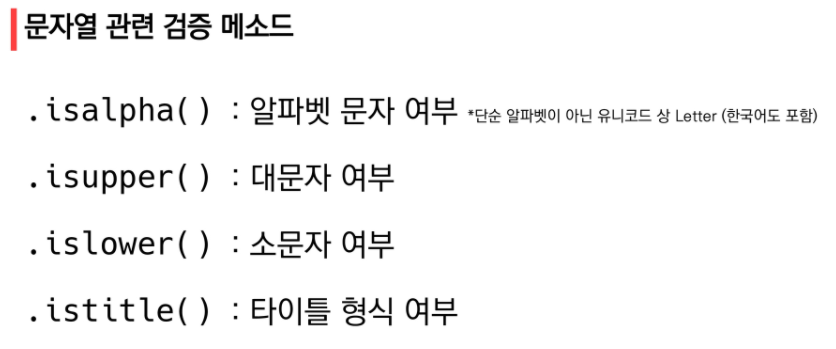 문자열 관련 검증 메소드
.isalpha() : 알파벳 문자 여부 *단순 알파벳이 아닌 유니코드 상 Letter (한국어도 포함)
.isupper() : 대문자 여부
.islower() : 소문자 여부
.istitle() : 타이틀 형식 여부